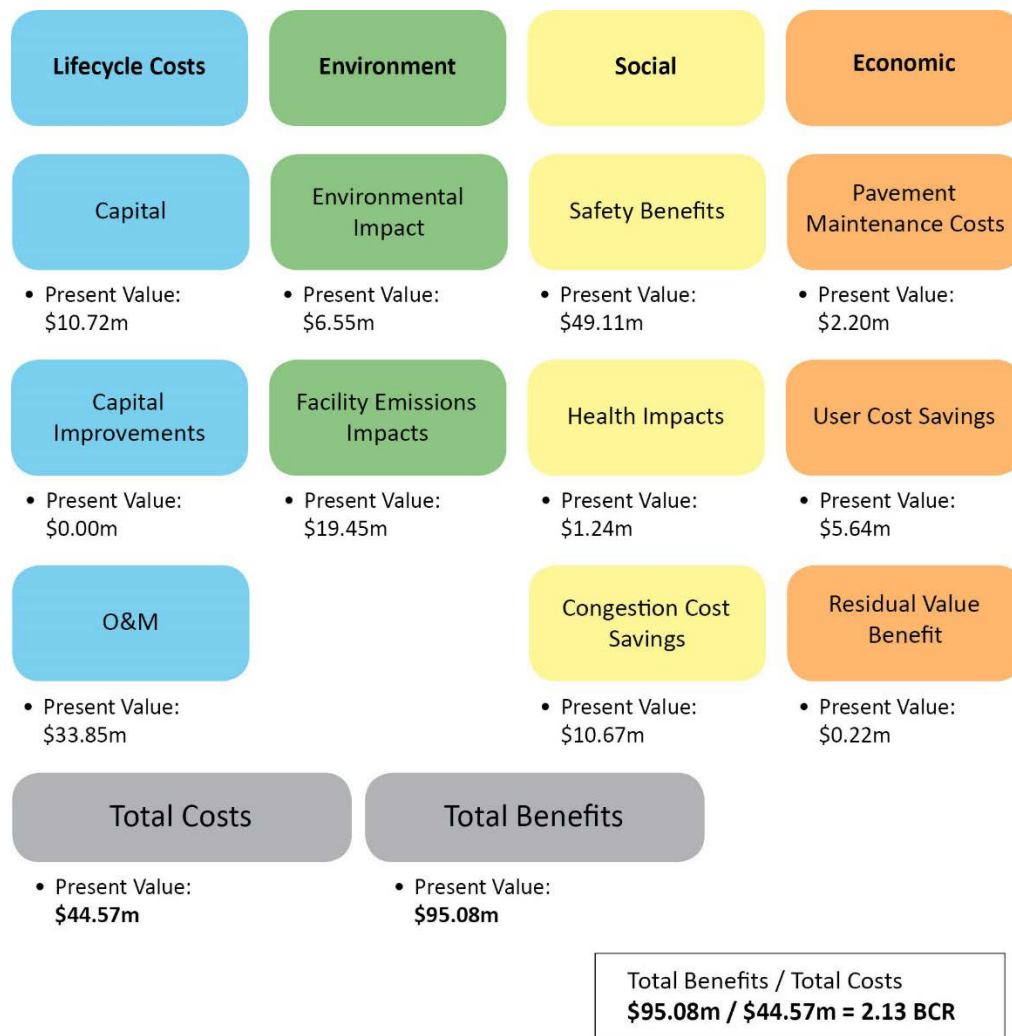 Lifecycle Costs
Environment
Social
Economic
Capital
Environmental
Impact
Safety Benefits
Pavement
Maintenance Costs
• Present Value:
$10.72m
• Present Value:
$6.55m
• Present Value:
$49.11m
• Present Value:
$2.20m
Capital
Improvements
Facility Emissions
Impacts
Health Impacts
User Cost Savings
• Present Value:
$0.00m
• Present Value:
$19.45m
• Present Value:
$1.24m
• Present Value:
$5.64m
O&M
Congestion Cost
Savings
Residual Value
Benefit
• Present Value:
$33.85m
• Present Value:
$10.67m
• Present Value:
$0.22m
Total Costs
Total Benefits
• Present Value:
$44.57m
• Present Value:
$95.08m
Total Benefits / Total Costs
$95.08m / $44.57m = 2.13 BCR